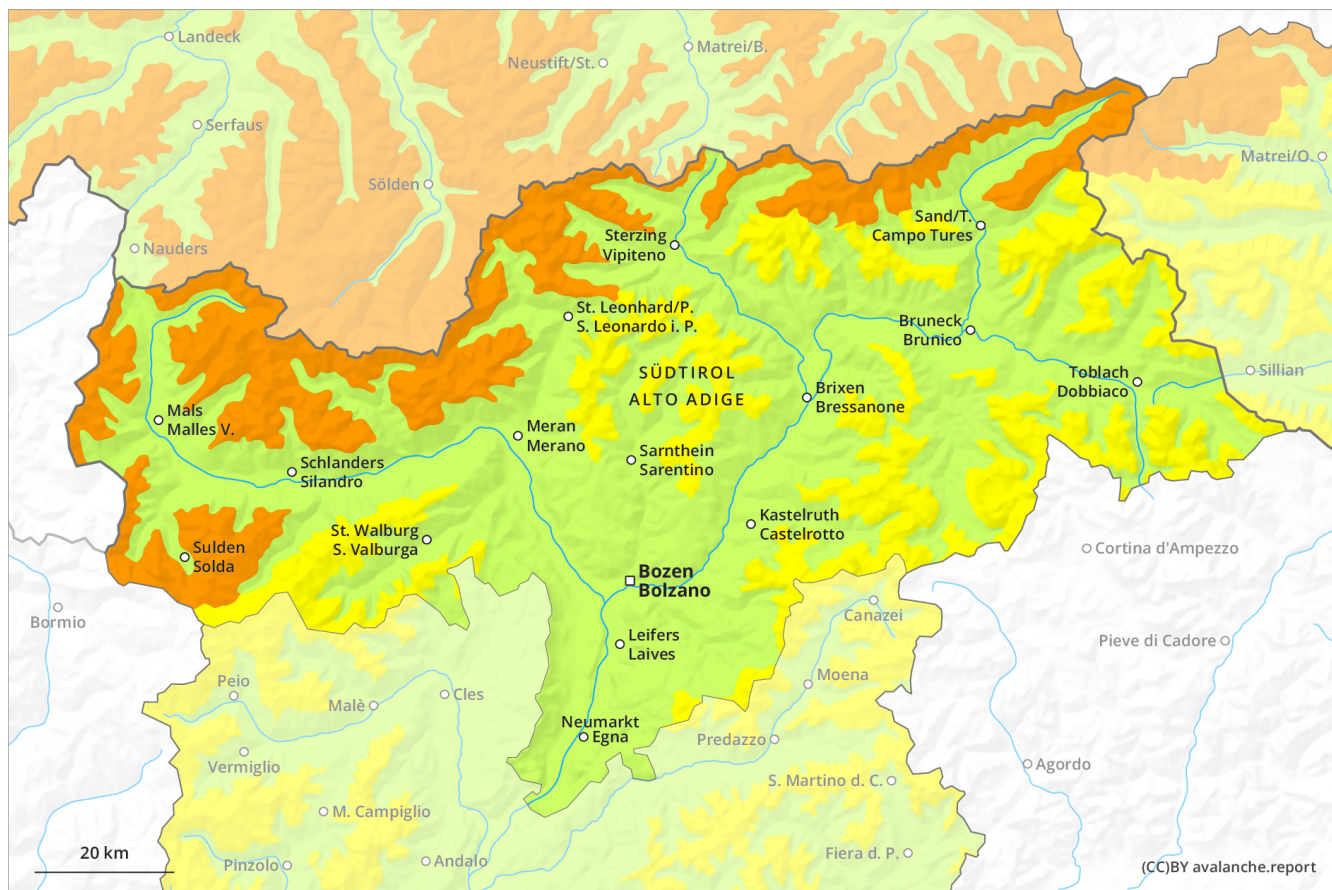 Landeck
Matrei/B.
Neustift/St.
Serfaus
Matrei/O.
Sölden
Sand/T.
Campo Tures
Nauders
Sterzing
Vipiteno
St. Leonhard/P.
S. Leonardo i. P.
Bruneck
Brunico
SÜDTIROL
ALTO ADIGE
Toblach
Dobbiaco
Sillian
Brixen
Bressanone
Mals
Malles V.
Meran
Merano
Sarnthein
Sarentino
Schlanders
Silandro
Kastelruth
Castelrotto
St. Walburg
S. Valburga
Sulden
Solda
Cortina d'Ampezzo
Bozen
Bolzano
Bormio
Canazei
Leifers
Laives
Pieve di Cadore
Peio
Moena
Malè
Cles
Neumarkt
Egna
Predazzo
Vermiglio
Agordo
S. Martino d. C.
M. Campiglio
20 km
Pinzolo
Andalo
Fiera d. P.
(CC)BY avalanche.report